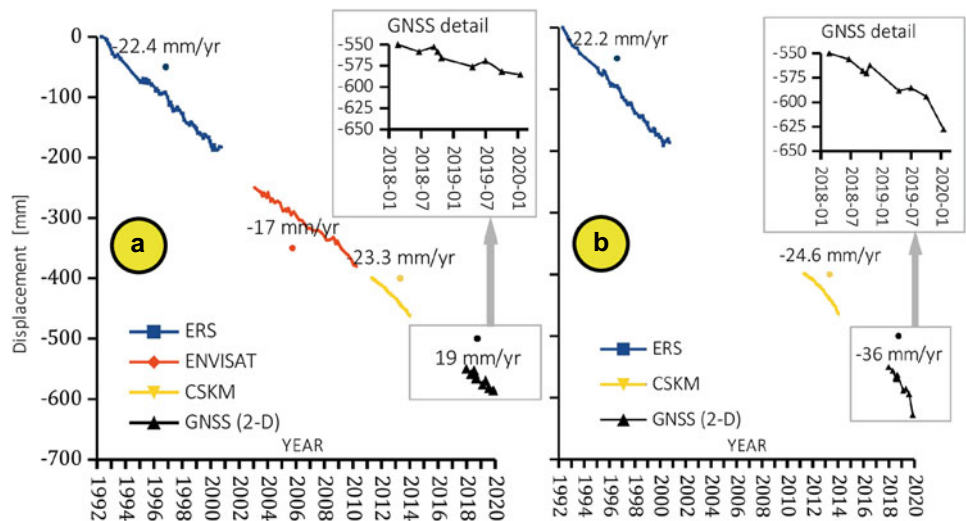 GNSS detail
-550
-575
-600
-625
-650
2018-01
2018-07
2019-01
2019-07
2020-01
0
-100
-200
-300
-400
-500
-600
-700
Displacement [mm]
-22.4 mm/yr
-17 mm/yr
23.3 mm/yr
19 mm/yr
a
ERS
ENVISAT
CSKM
GNSS (2-D)
YEAR
1992
1994
1996
1998
2000
2002
2004
2006
2008
2010
2012
2014
2016
2018
2020
GNSS detail
-550
-575
-600
-625
-650
2018-01
2018-07
2019-01
2019-07
2020-01
22.2 mm/yr
-24.6 mm/yr
-36 mm/yr
b
ERS
CSKM
GNSS (2-D)
YEAR
1992
1994
1996
1998
2000
2002
2004
2006
2008
2010
2012
2014
2016
2018
2020